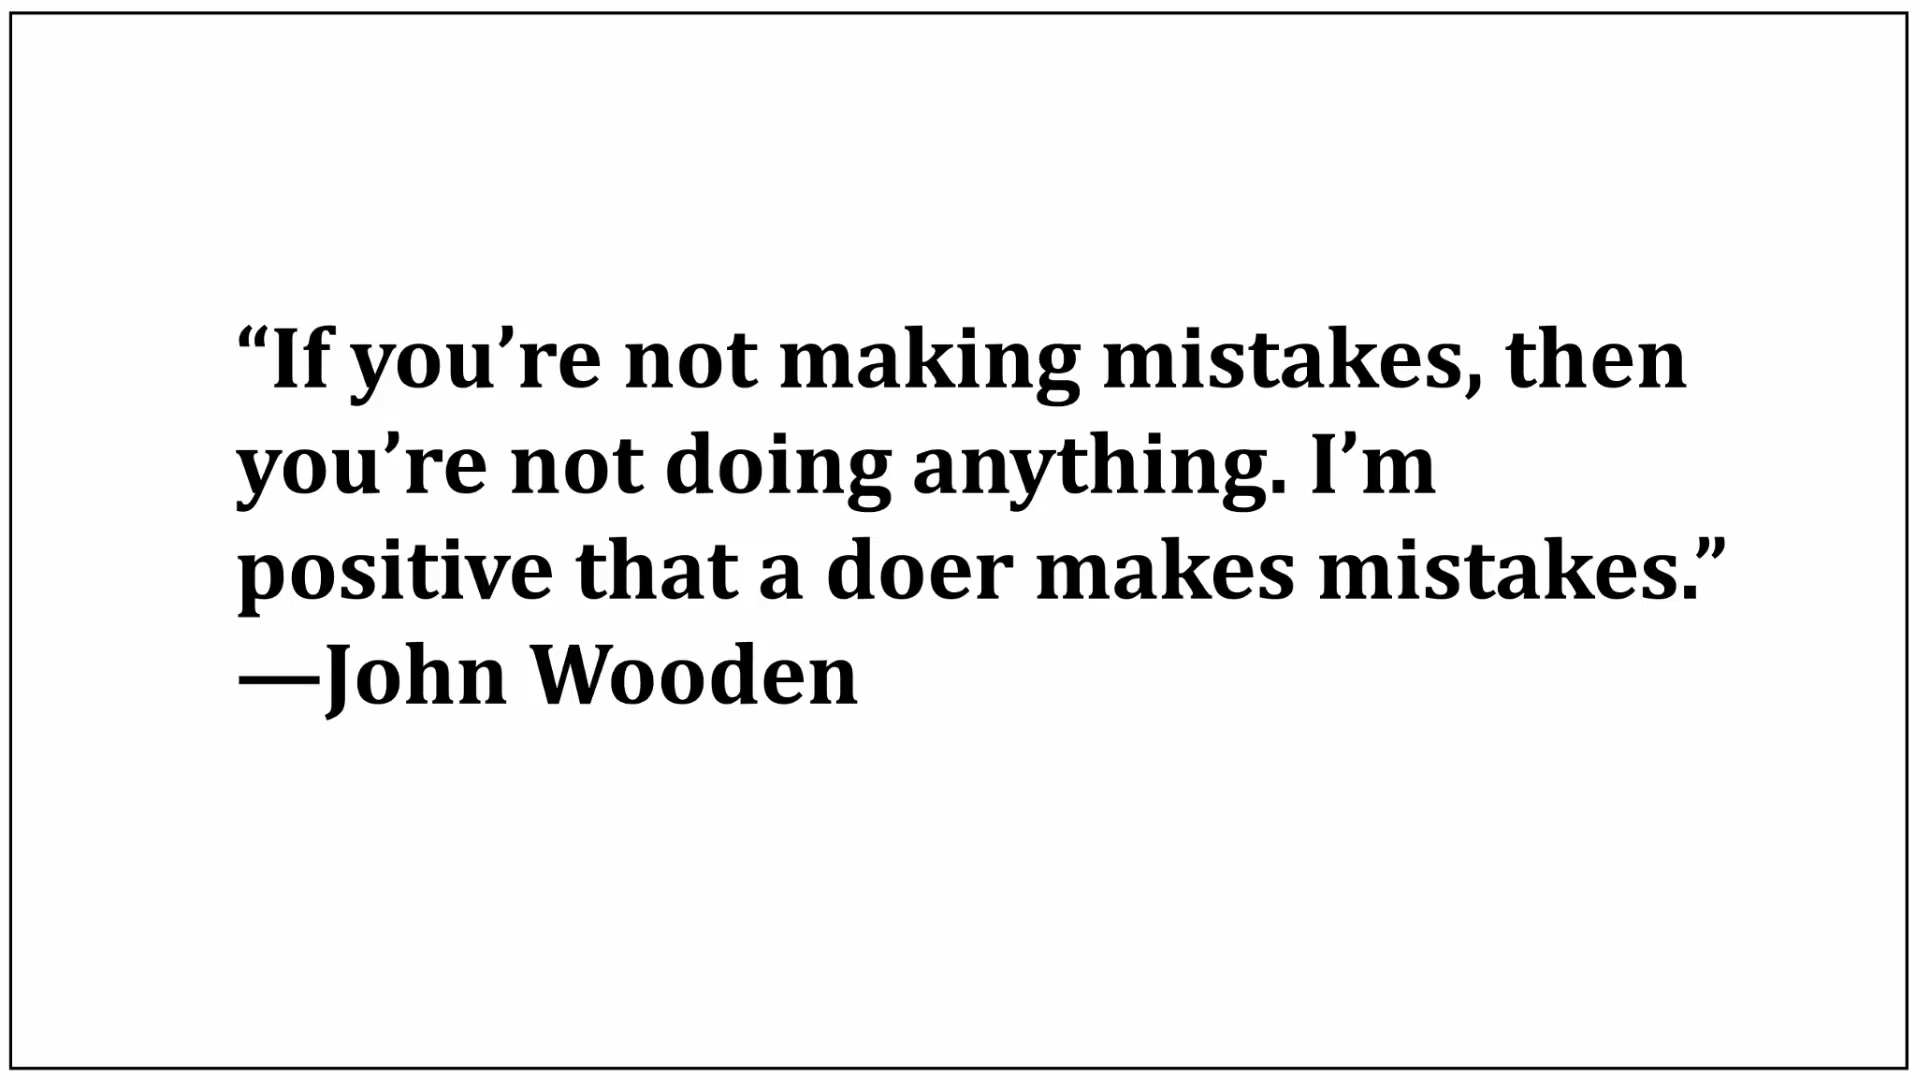 “If you’re not making mistakes, then
you’re not doing anything. I’m
positive that a doer makes mistakes.”
—John Wooden